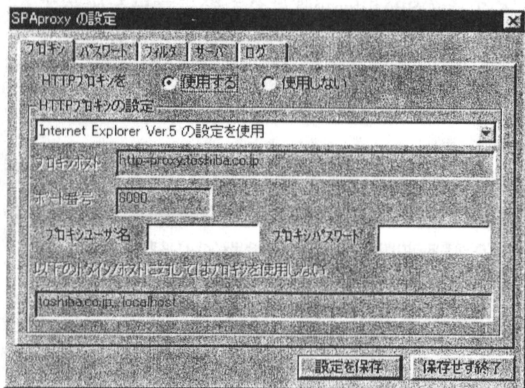 SPAproxy の設定
プロキシ パスワード フィルタ サーバ ログ
HTTPプロキシを 使用する 使用しない
HTTPプロキシの設定
Internet Explorer Ver.5 の設定を使用
プロキシホスト http-proxy.toshiba.co.jp
ポート番号 8080
プロキシユーザ名 プロキシパスワード
以下のドメイン/ホストに対してはプロキシを使用しない
toshiba.co.jp, localhost
設定を保存 保存せず終了